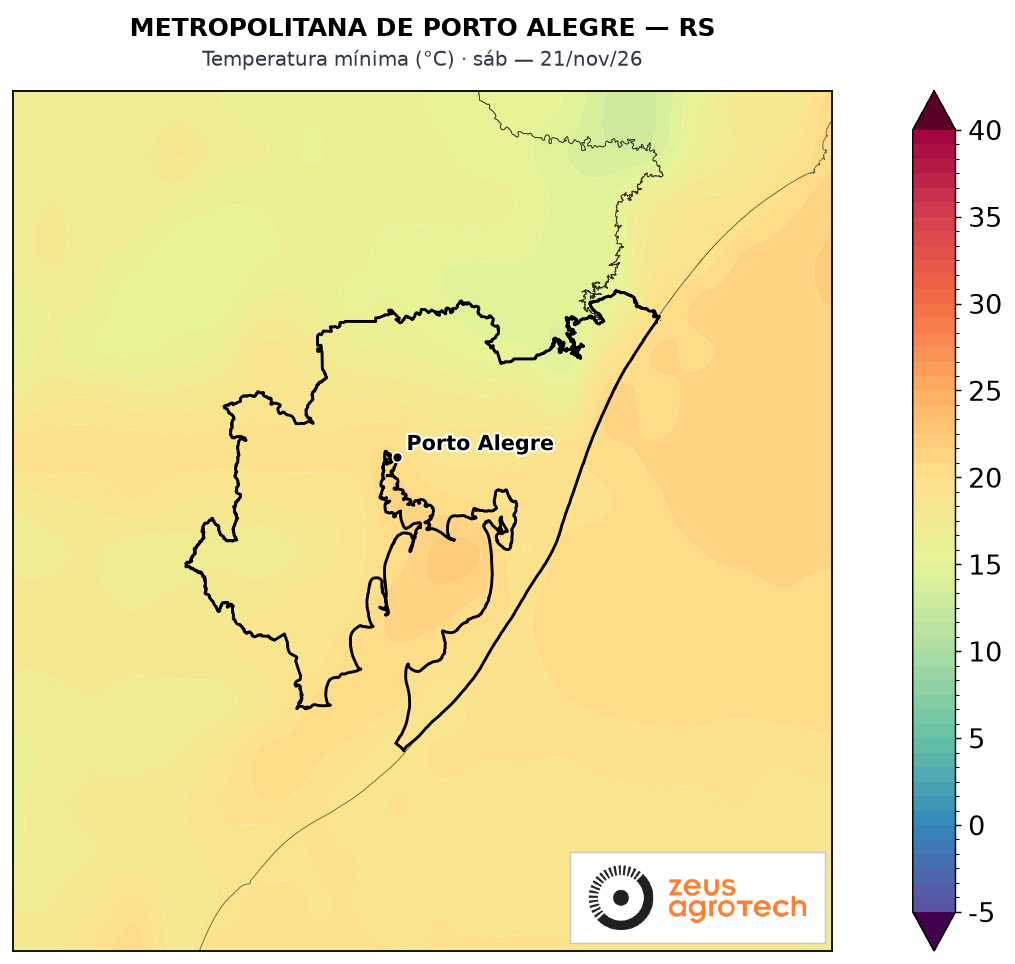 METROPOLITANA DE PORTO ALEGRE — RS
Temperatura mínima (°C) · sáb — 21/nov/26
40
35
30
25
20
15
10
5
0
-5
Porto Alegre
zeus
agrotech